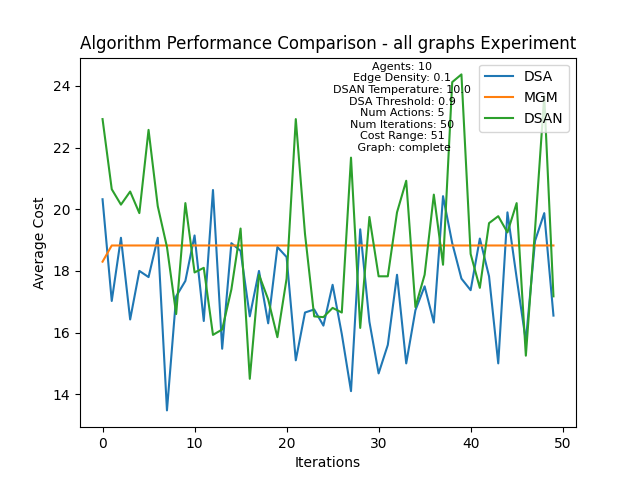 Algorithm Performance Comparison - all graphs Experiment
Agents: 10
Edge Density: 0.1
DSAN Temperature: 10.0
DSA Threshold: 0.9
Num Actions: 5
Num Iterations: 50
Cost Range: 51
Graph: complete
DSA
MGM
DSAN
Average Cost
24
22
20
18
16
14
0
10
20
30
40
50
Iterations